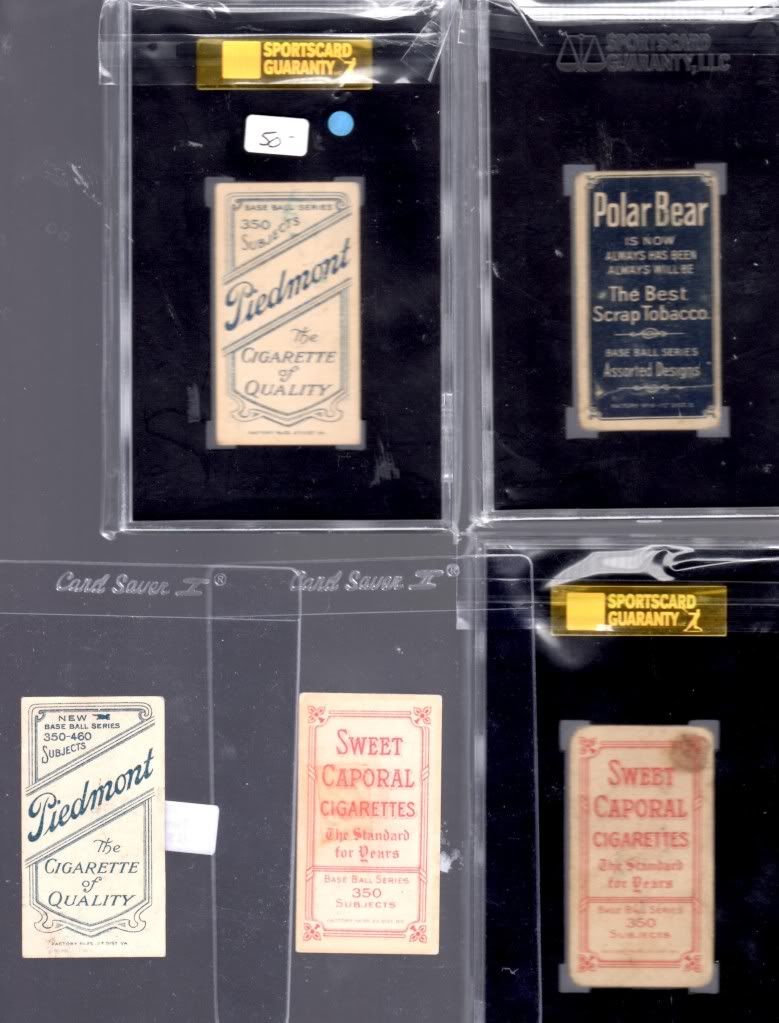 SPORTSCARD
GUARANTY
50-
BASE BALL SERIES
350
SUBJECTS
Piedmont
The
CIGARETTE
of
QUALITY
SPORTSCARD
GUARANTY, LLC
Polar Bear
IS NOW
ALWAYS HAS BEEN
ALWAYS WILL BE
The Best
Scrap Tobacco.
BASE BALL SERIES
Assorted Designs
Card Saver I ®
NEW
BASE BALL SERIES
350-460
SUBJECTS
Piedmont
The
CIGARETTE
of
QUALITY
Card Saver I ®
SWEET
CAPORAL
CIGARETTES
The Standard
for Years
BASE BALL SERIES
350
SUBJECTS
SPORTSCARD
GUARANTY
SWEET
CAPORAL
CIGARETTES
The Standard
for Years
BASE BALL SERIES
350
SUBJECTS